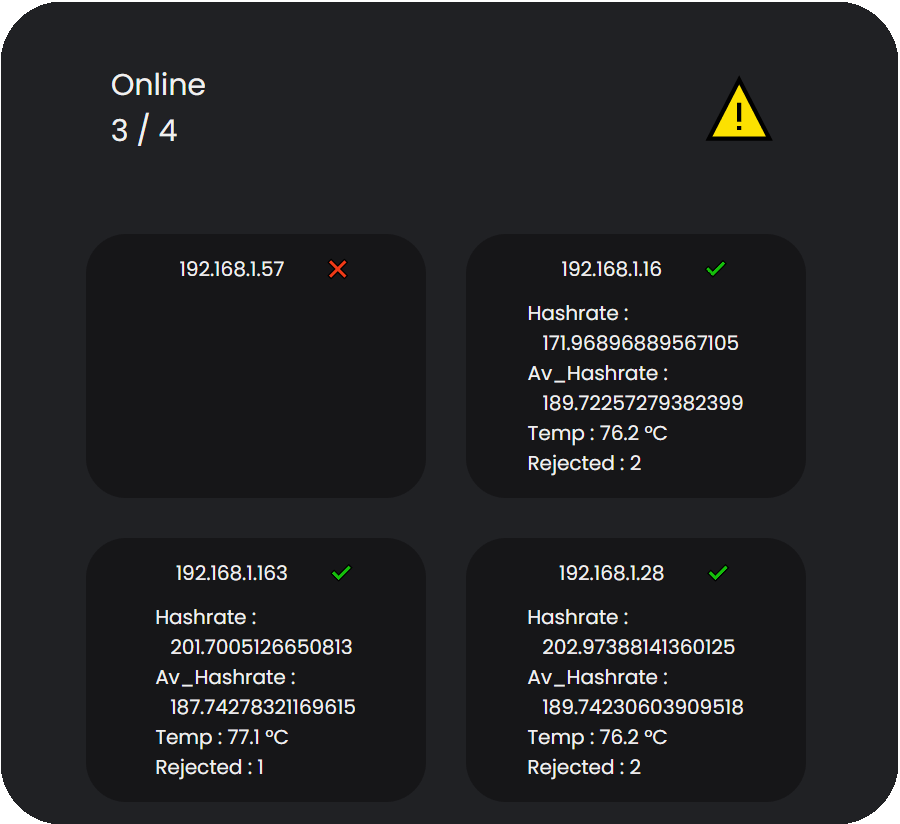 Online
3 / 4
192.168.1.57
192.168.1.16
Hashrate :
171.96896889567105
Av_Hashrate :
189.72257279382399
Temp : 76.2 °C
Rejected : 2
192.168.1.163
Hashrate :
201.7005126650813
Av_Hashrate :
187.74278321169615
Temp : 77.1 °C
Rejected : 1
192.168.1.28
Hashrate :
202.97388141360125
Av_Hashrate :
189.74230603909518
Temp : 76.2 °C
Rejected : 2